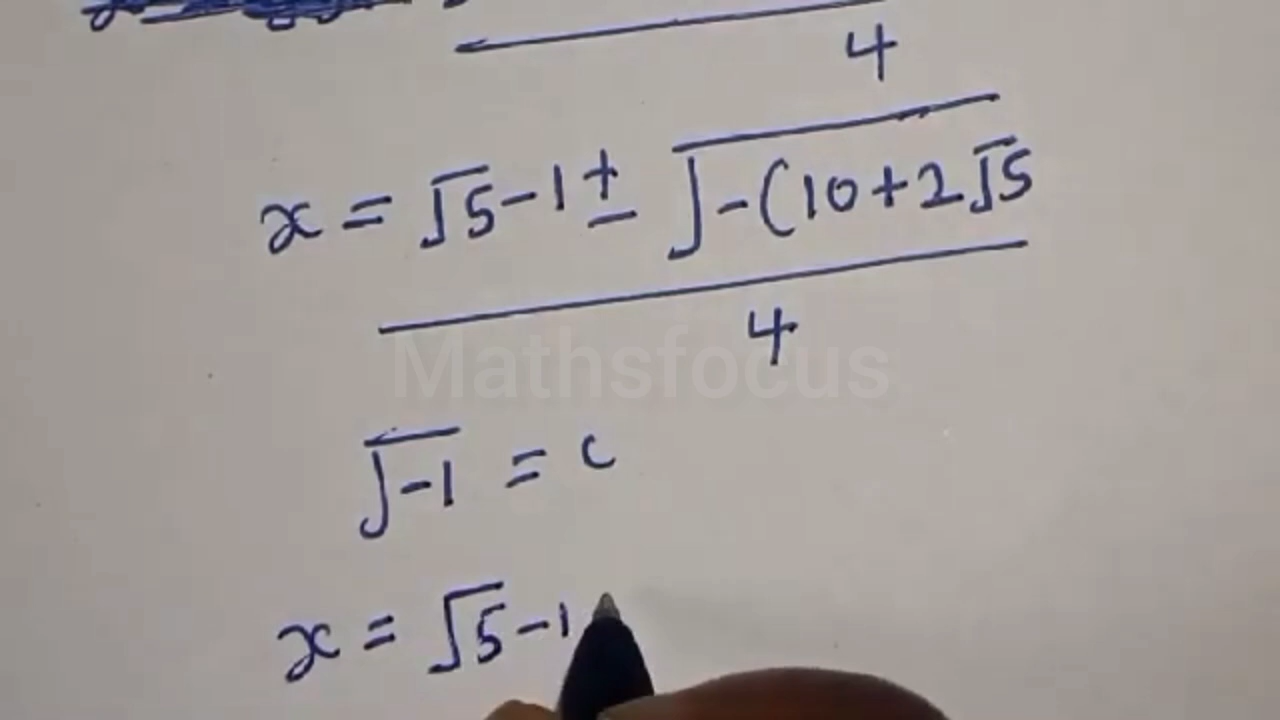 4
x = √5 - 1 ± √-(10 + 2√5
4
Mathsfocus
√-1 = c
x = √5 - 1